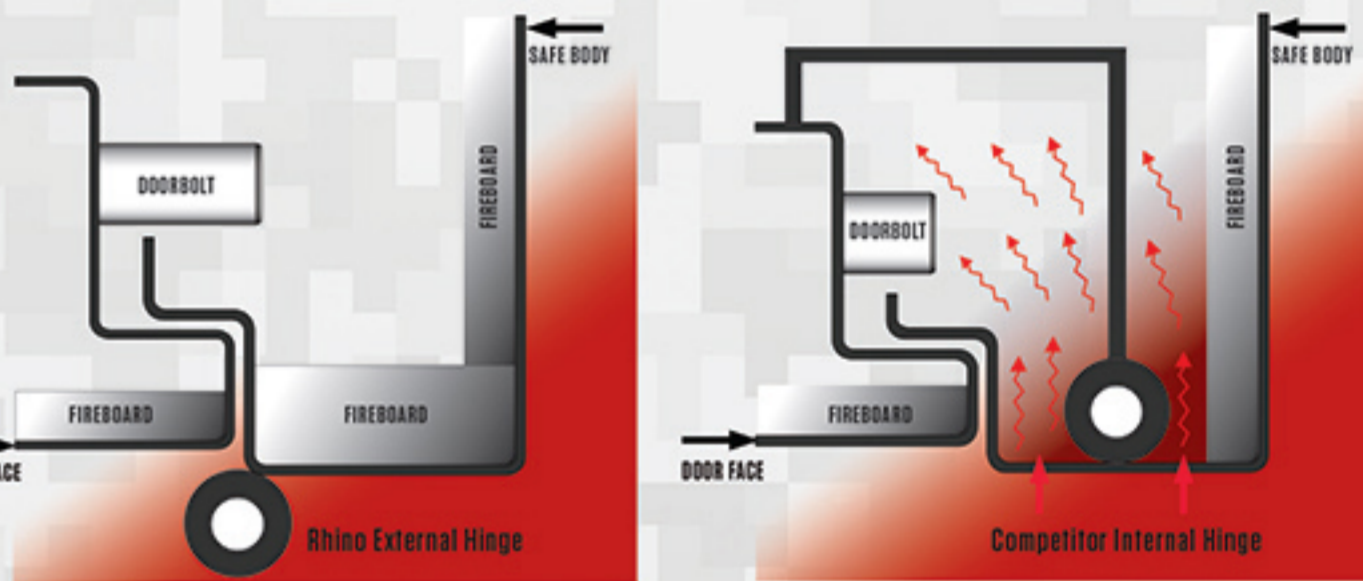 SAFE BODY
FIREBOARD
DOORBOLT
FIREBOARD
FIREBOARD
ACE
Rhino External Hinge
SAFE BODY
FIREBOARD
DOORBOLT
FIREBOARD
DOOR FACE
Competitor Internal Hinge